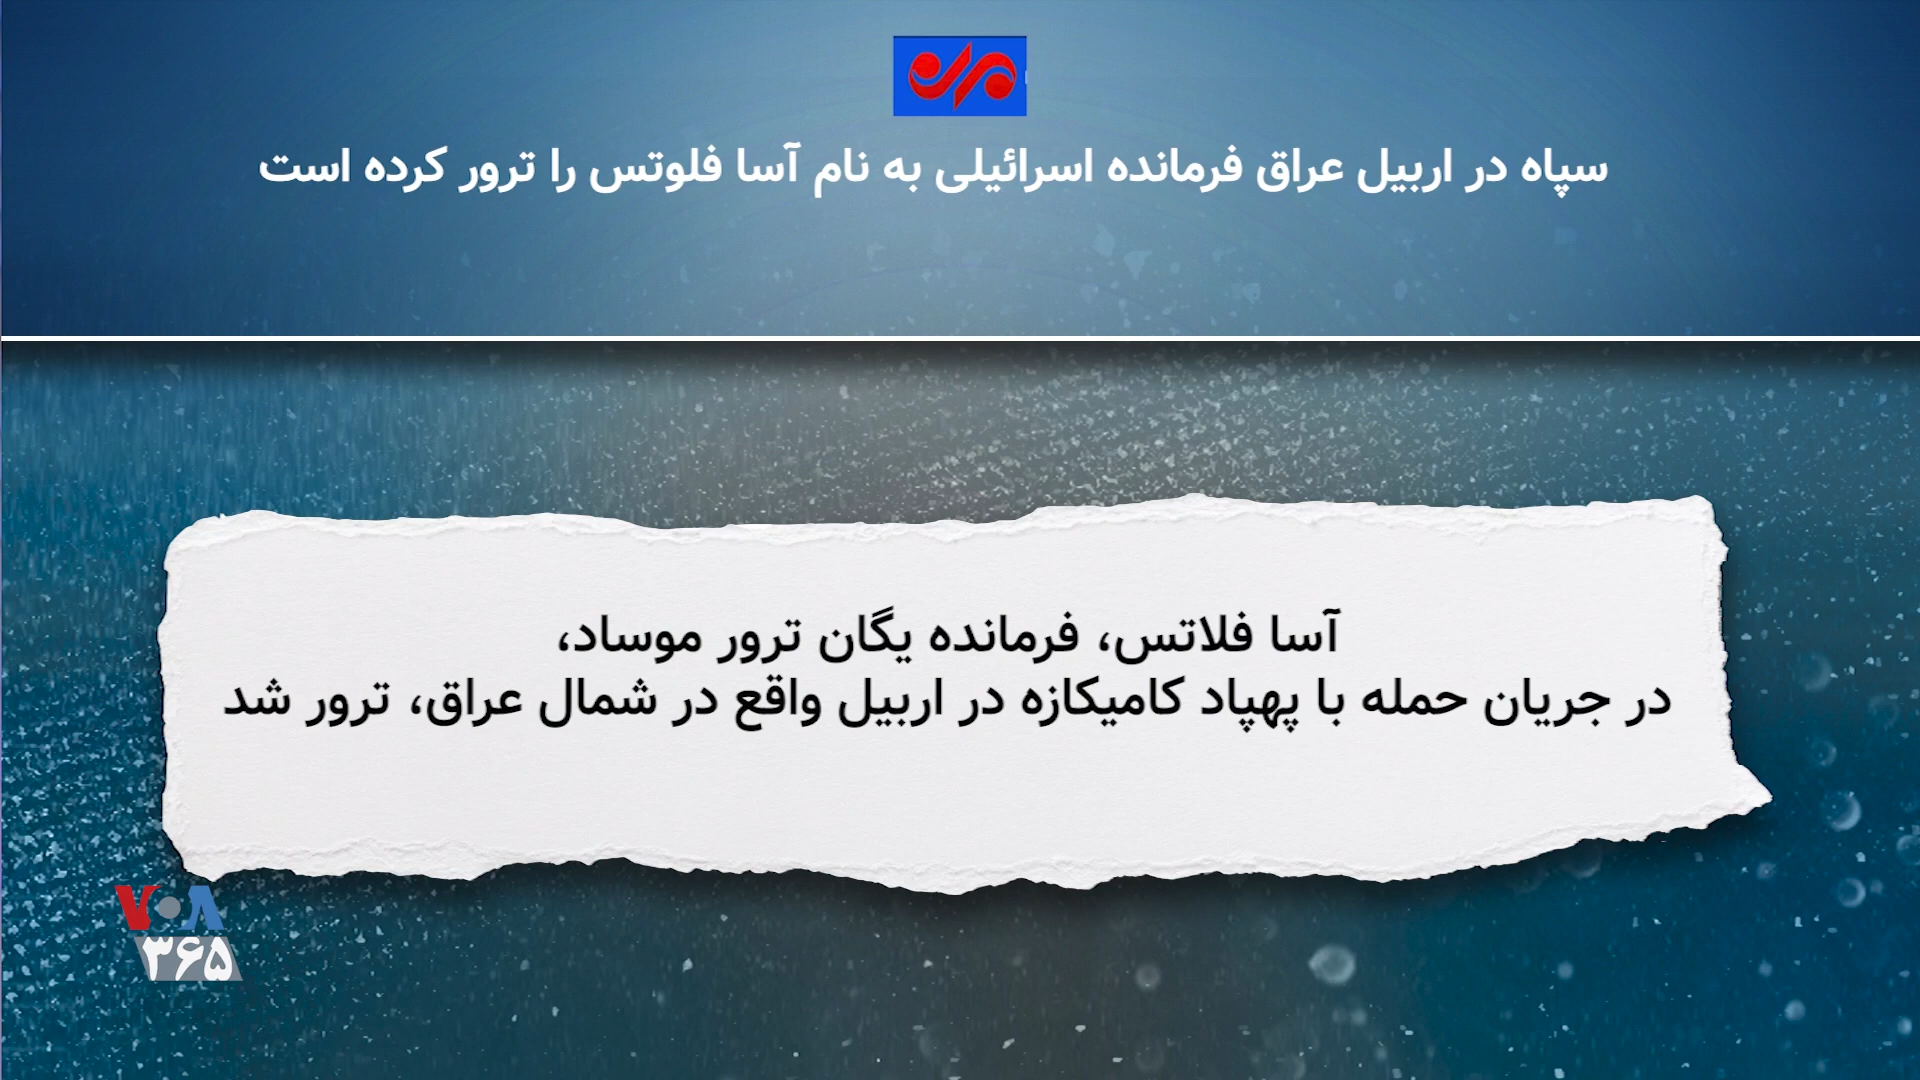 سپاه در اربیل عراق فرمانده اسرائیلی به نام آسا فلوتس را ترور کرده است
آسا فلاتس، فرمانده یگان ترور موساد،
در جریان حمله با پهپاد کامیکازه در اربیل واقع در شمال عراق، ترور شد
VOA
۳۶۵